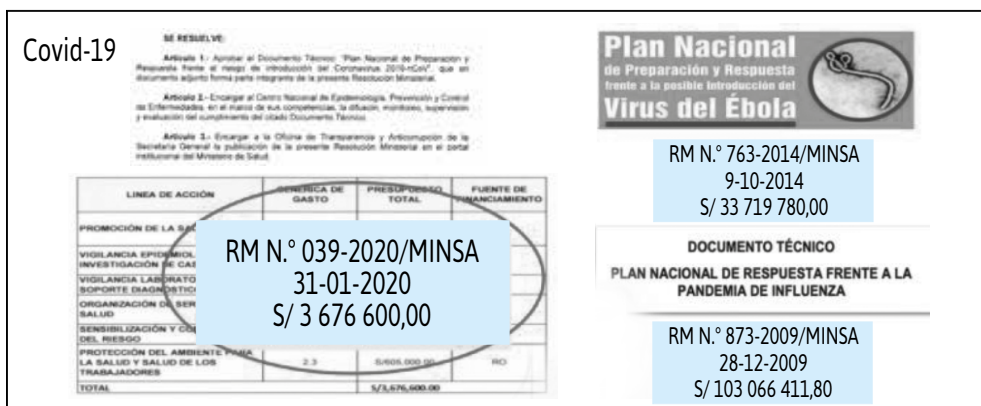 Covid-19
SE RESUELVE:
Artículo 1.- Aprobar el Documento Técnico: "Plan Nacional de Preparación y
Respuesta frente al riesgo de introducción del Coronavirus 2019-nCoV", que en
documento adjunto forma parte integrante de la presente Resolución Ministerial.
Artículo 2.- Encargar al Centro Nacional de Epidemiología, Prevención y Control
de Enfermedades, en el marco de sus competencias, la difusión, monitoreo, supervisión
y evaluación del cumplimiento del citado Documento Técnico.
Artículo 3.- Encargar a la Oficina de Transparencia y Anticorrupción de la
Secretaría General la publicación de la presente Resolución Ministerial en el portal
institucional del Ministerio de Salud.
LINEA DE ACCIÓN GENÉRICA DE GASTO PRESUPUESTO TOTAL FUENTE DE FINANCIAMIENTO
PROMOCIÓN DE LA
VIGILANCIA
INVESTIGACIÓN DE
VIGILANCIA
SOPORTE
ORGANIZACIÓN
SALUD
SENSIBILIZACIÓN Y
DEL RIESGO
PROTECCIÓN DEL AMBIENTE PARA
LA SALUD Y SALUD DE LOS
TRABAJADORES 2.3 S/605,000.00 RO
TOTAL S/3,676,600.00
RM N.° 039-2020/MINSA
31-01-2020
S/ 3 676 600,00
Plan Nacional
de Preparación y Respuesta
frente a la posible Introducción del
Virus del Ébola
RM N.° 763-2014/MINSA
9-10-2014
S/ 33 719 780,00
DOCUMENTO TÉCNICO
PLAN NACIONAL DE RESPUESTA FRENTE A LA
PANDEMIA DE INFLUENZA
RM N.° 873-2009/MINSA
28-12-2009
S/ 103 066 411,80